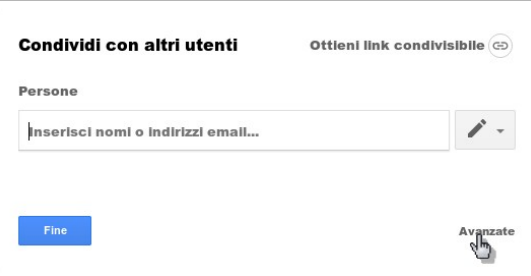 Condividi con altri utenti
Ottieni link condivisibile
Persone
Inserisci nomi o indirizzi email...
Fine
Avanzate